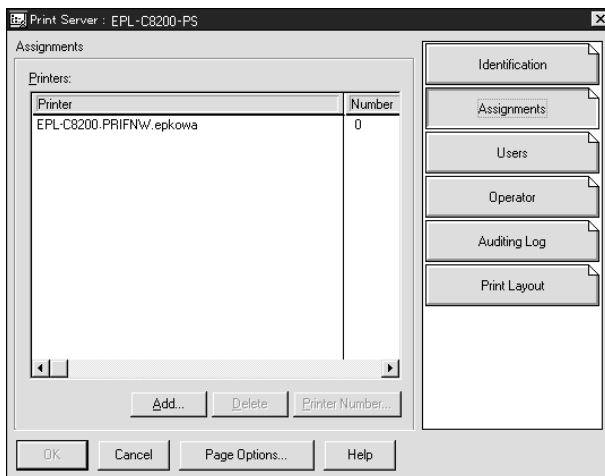 Print Server : EPL-C8200-PS
Assignments
Printers:
Printer Number
EPL-C8200.PRIFNW.epkowa 0
Add... Delete Printer Number...
OK Cancel Page Options... Help
Identification
Assignments
Users
Operator
Auditing Log
Print Layout